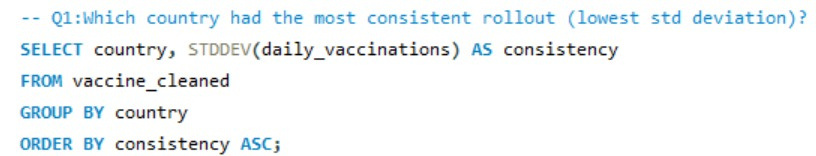 -- Q1:Which country had the most consistent rollout (lowest std deviation)?
SELECT country, STDDEV(daily_vaccinations) AS consistency
FROM vaccine_cleaned
GROUP BY country
ORDER BY consistency ASC;